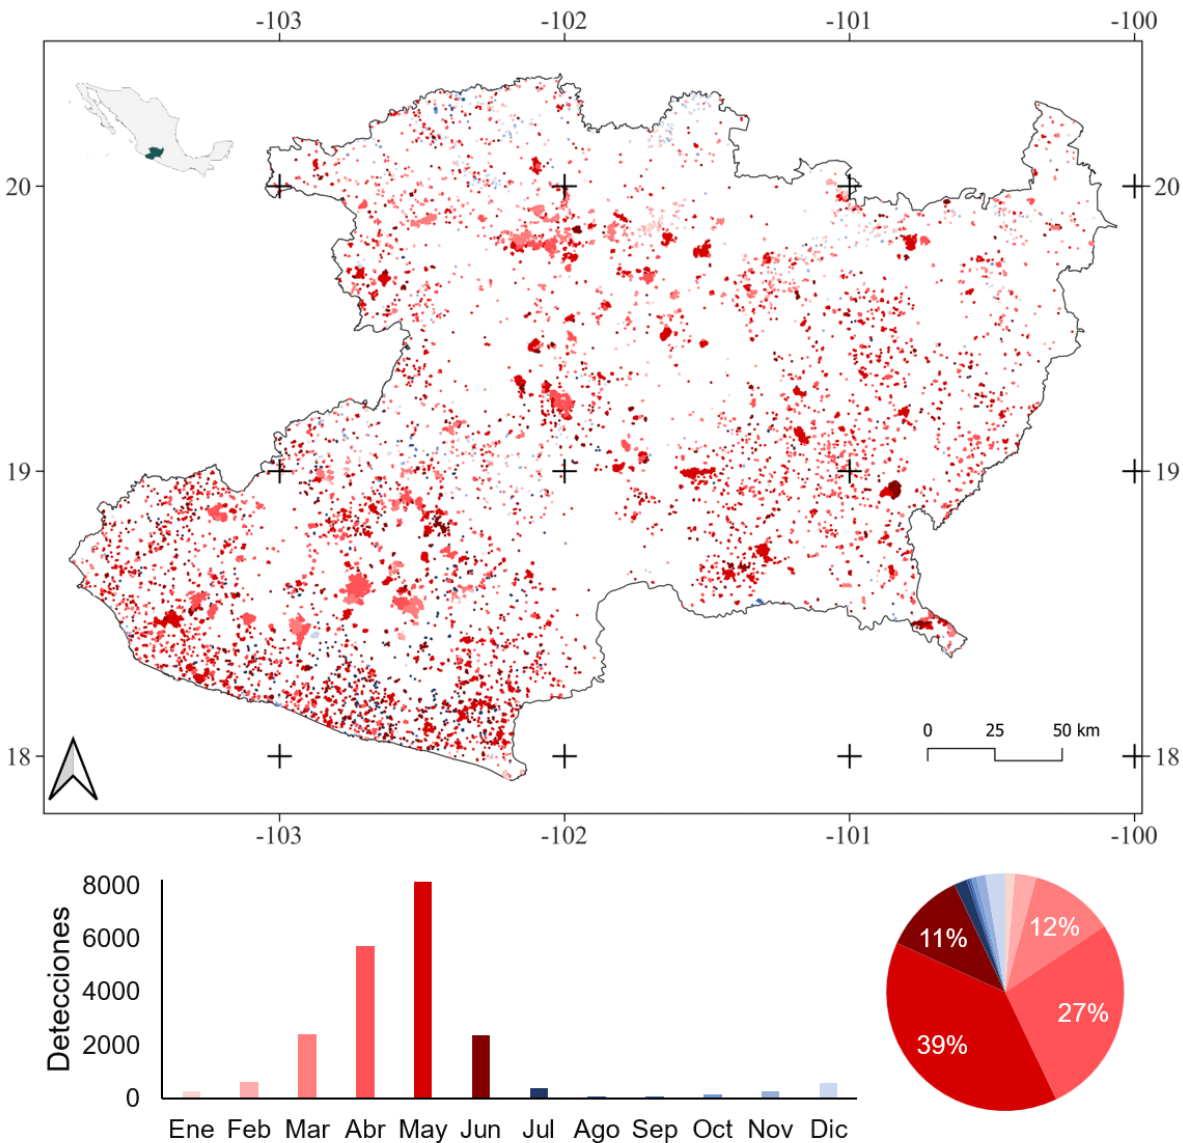 -103 -102 -101 -100
20 20
19 19
0 25 50 km
18 18
-103 -102 -101 -100
8000
6000
4000
2000
0
Detecciones
Ene Feb Mar Abr May Jun Jul Ago Sep Oct Nov Dic
12%
11%
27%
39%